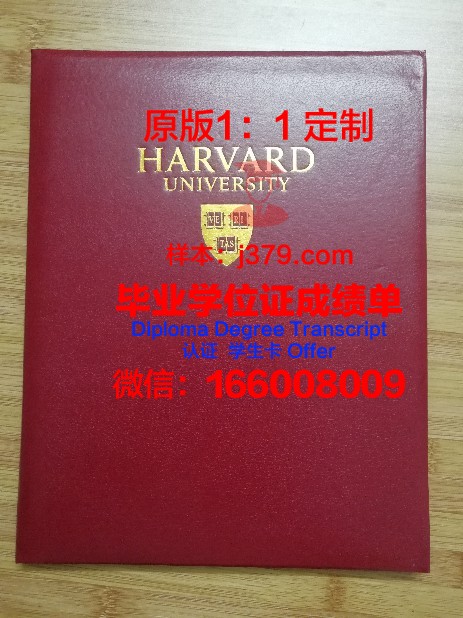 原版1：1 定制
HARVARD
UNIVERSITY
VE RI
TAS
样本：j379.com
毕业学位证成绩单
Diploma Degree Transcript
认证 学生卡 Offer
微信：166008009